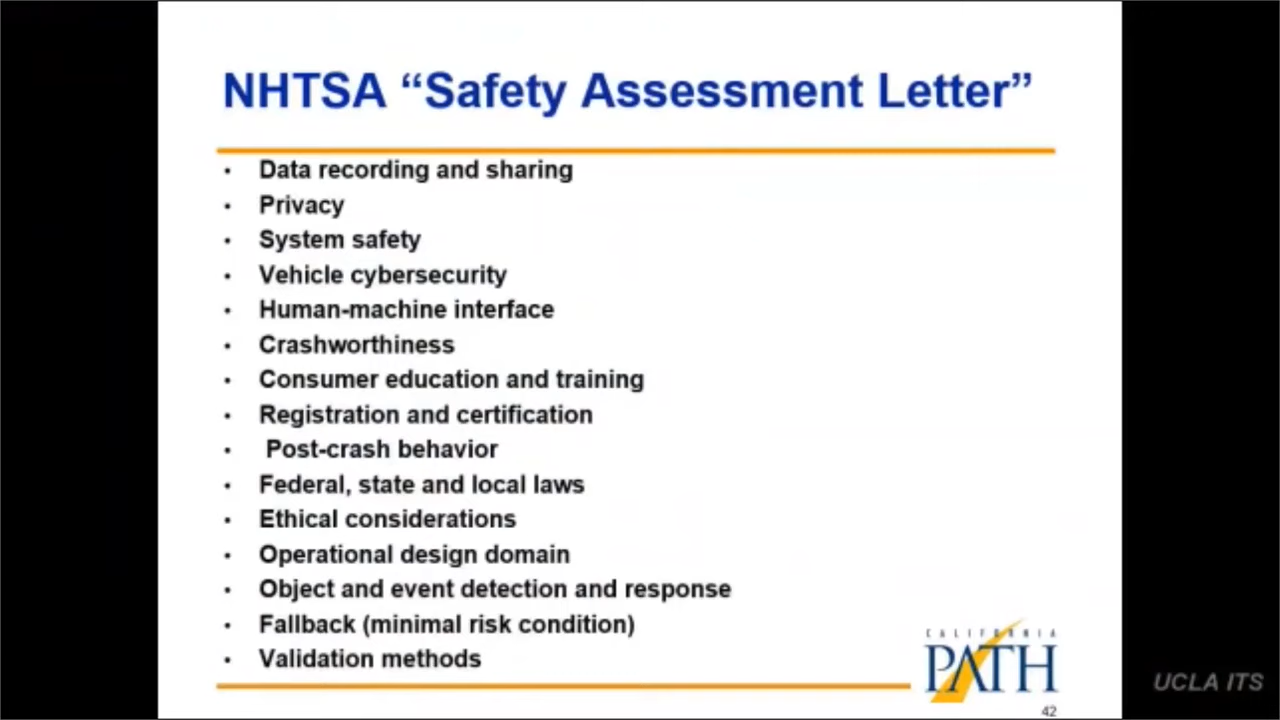 NHTSA “Safety Assessment Letter”
• Data recording and sharing
• Privacy
• System safety
• Vehicle cybersecurity
• Human-machine interface
• Crashworthiness
• Consumer education and training
• Registration and certification
• Post-crash behavior
• Federal, state and local laws
• Ethical considerations
• Operational design domain
• Object and event detection and response
• Fallback (minimal risk condition)
• Validation methods
CALIFORNIA
PATH
42
UCLA ITS